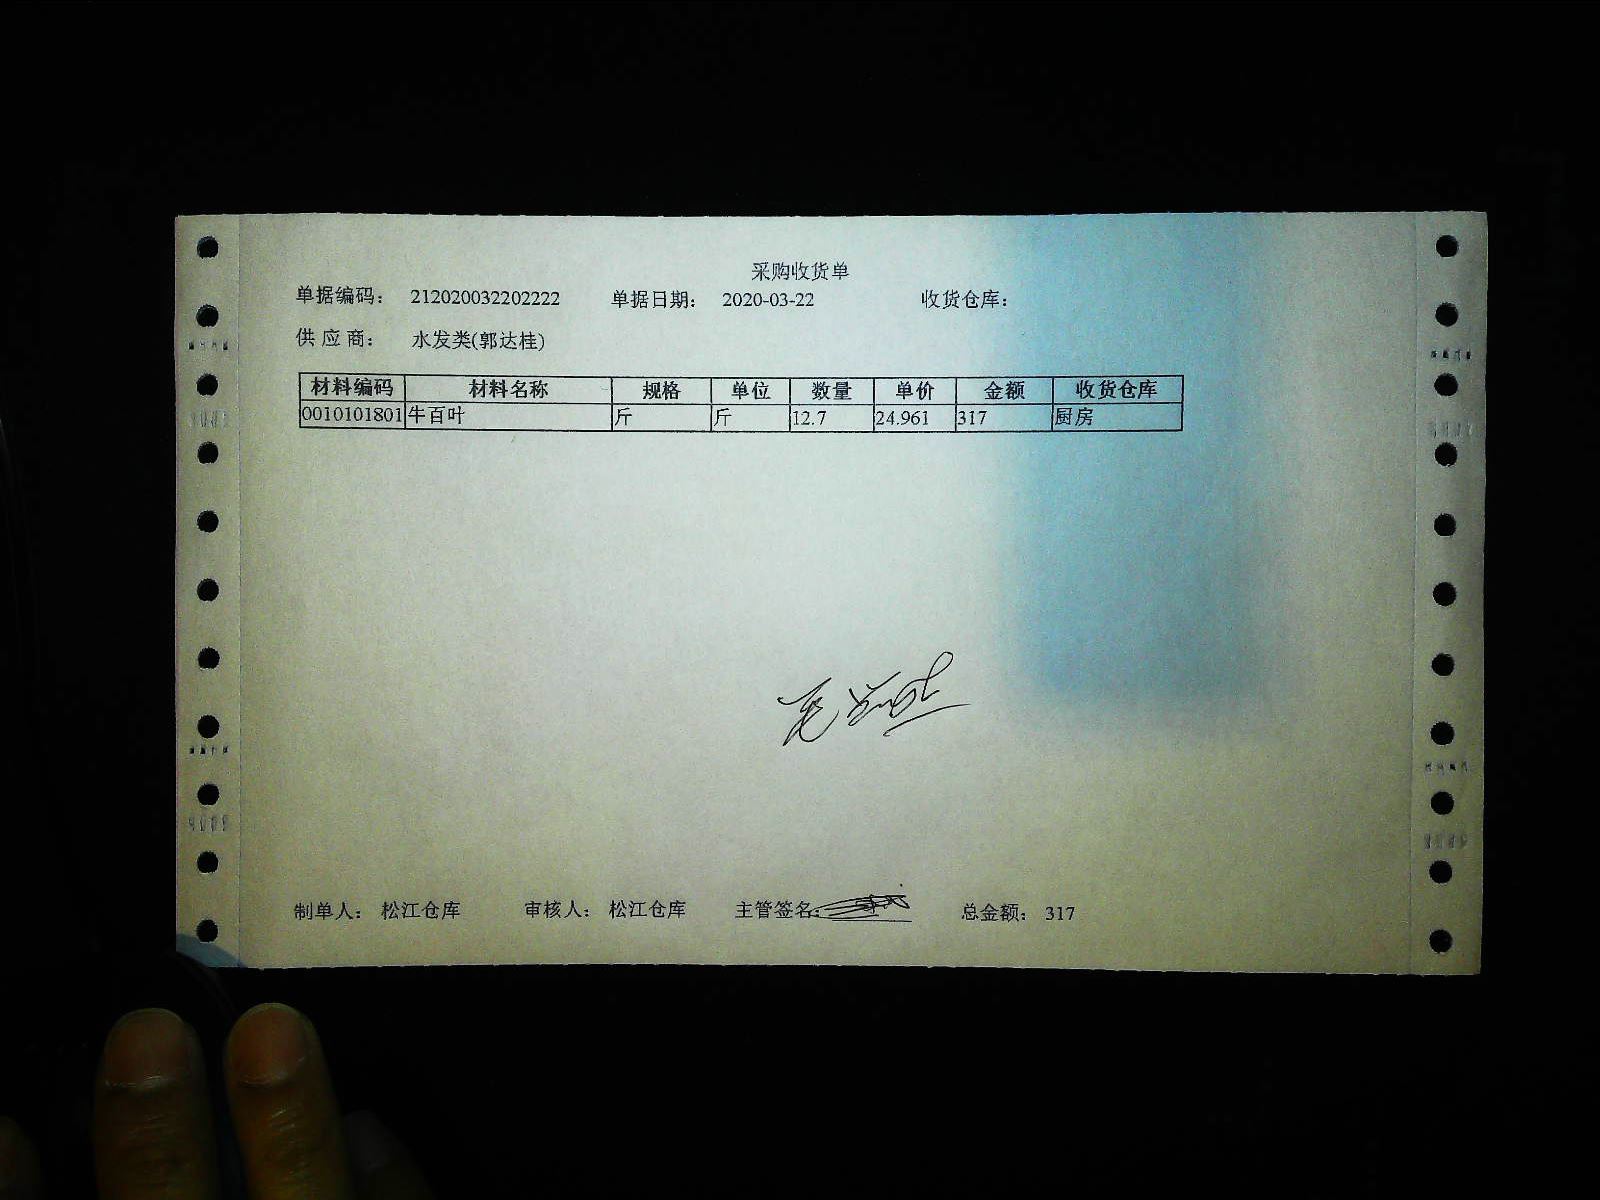 采购收货单
单据编码: 212020032202222 单据日期: 2020-03-22 收货仓库:
供应商: 水发类(郭达桂)
材料编码 材料名称 规格 单位 数量 单价 金额 收货仓库
0010101801 牛百叶 斤 斤 12.7 24.961 317 厨房
制单人: 松江仓库 审核人: 松江仓库 主管签名: 总金额: 317